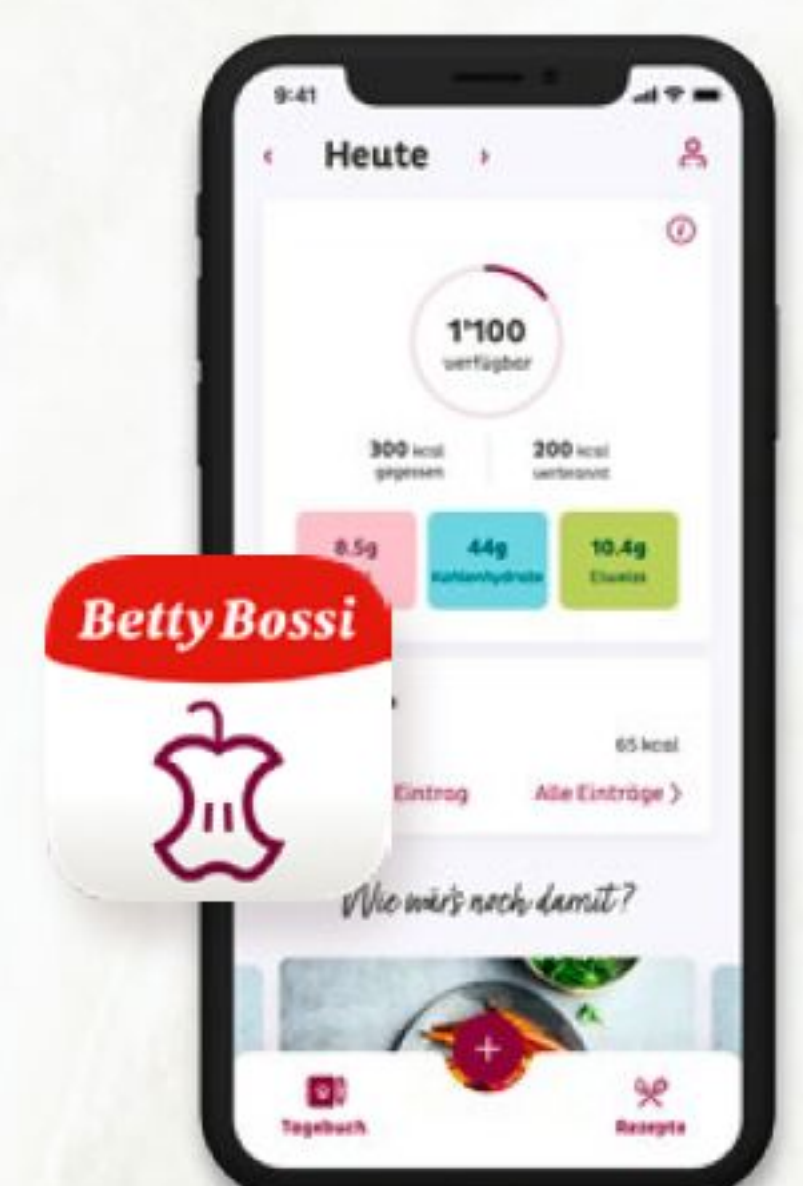 9:41
Heute
1'100
verfügbar
300 kcal
gegessen
200 kcal
verbrannt
8.5g
44g
Kohlenhydrate
10.4g
Eiweiss
Betty Bossi
65 kcal
Eintrag
Alle Einträge
Wie wär's noch damit?
Tagebuch
Rezepte